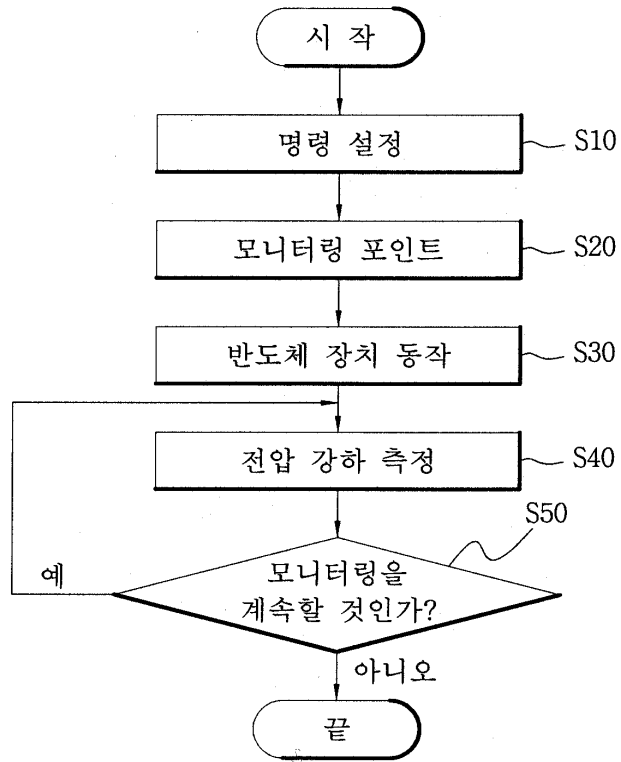 시 작
명령 설정
S10
모니터링 포인트
S20
반도체 장치 동작
S30
전압 강하 측정
S40
S50
모니터링을
계속할 것인가?
예
아니오
끝